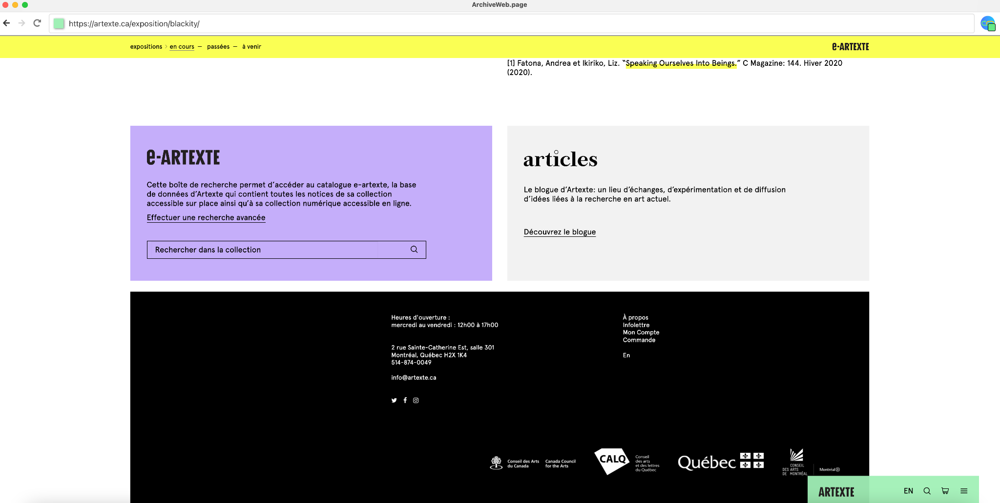 ArchiveWeb.page
https://artexte.ca/exposition/blackity/
expositions > en cours — passées — à venir
e-ARTEXTE
[1] Fatona, Andrea et Ikiriko, Liz. “Speaking Ourselves Into Beings.” C Magazine: 144. Hiver 2020
(2020).
e-ARTEXTE
Cette boîte de recherche permet d’accéder au catalogue e-artexte, la base
de données d’Artexte qui contient toutes les notices de sa collection
accessible sur place ainsi qu’à sa collection numérique accessible en ligne.
Effectuer une recherche avancée
Rechercher dans la collection
articles
Le blogue d’Artexte: un lieu d’échanges, d’expérimentation et de diffusion
d’idées liées à la recherche en art actuel.
Découvrez le blogue
Heures d'ouverture :
mercredi au vendredi : 12h00 à 17h00
2 rue Sainte-Catherine Est, salle 301
Montréal, Québec H2X 1K4
514-874-0049
info@artexte.ca
À propos
Infolettre
Mon Compte
Commande
En
Conseil des Arts
du Canada
Canada Council
for the Arts
CALQ
Conseil
des arts
et des lettres
du Québec
Québec
CONSEIL
DES ARTS
DE MONTRÉAL
Montréal
ARTEXTE
EN